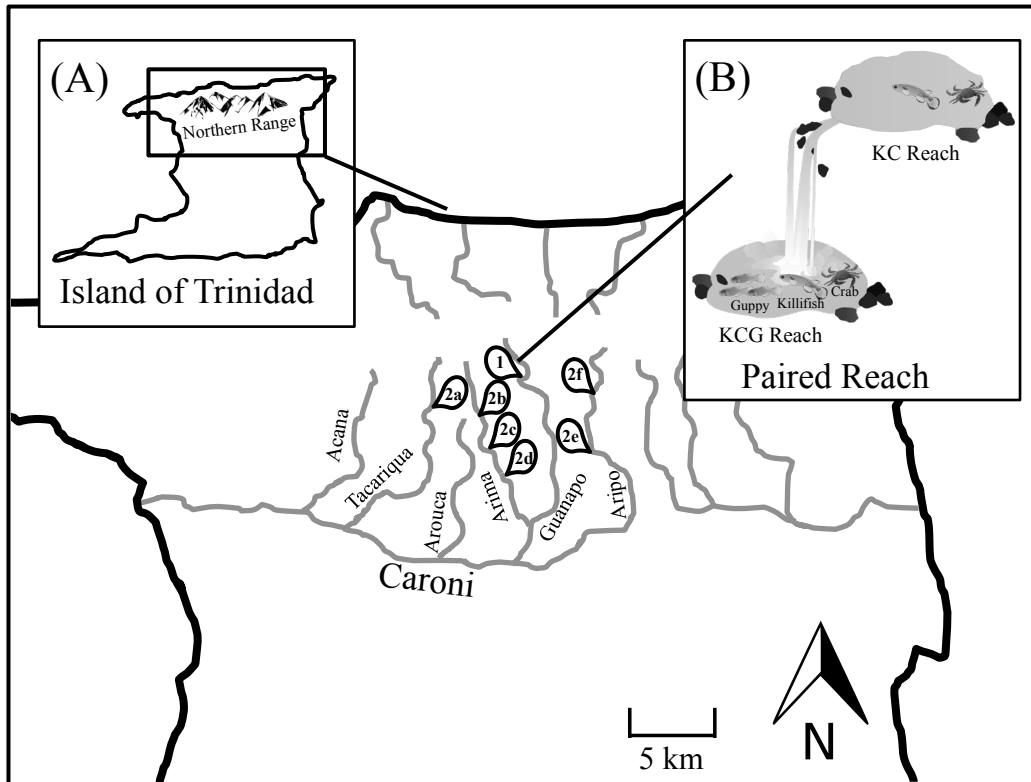 (A)
Northern Range
Island of Trinidad
(B)
KC Reach
Guppy
Killifish
Crab
KCG Reach
Paired Reach
1
2a
2b
2c
2d
2e
2f
Acana
Tacariqua
Arouca
Arima
Guanapo
Aripo
Caroni
5 km
N